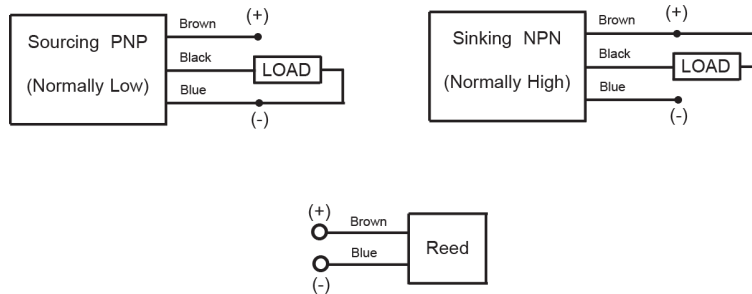 Sourcing PNP
(Normally Low)
Brown
(+)
Black
LOAD
Blue
(-)
Sinking NPN
(Normally High)
Brown
(+)
Black
LOAD
Blue
(-)
(+)
Brown
Blue
(-)
Reed